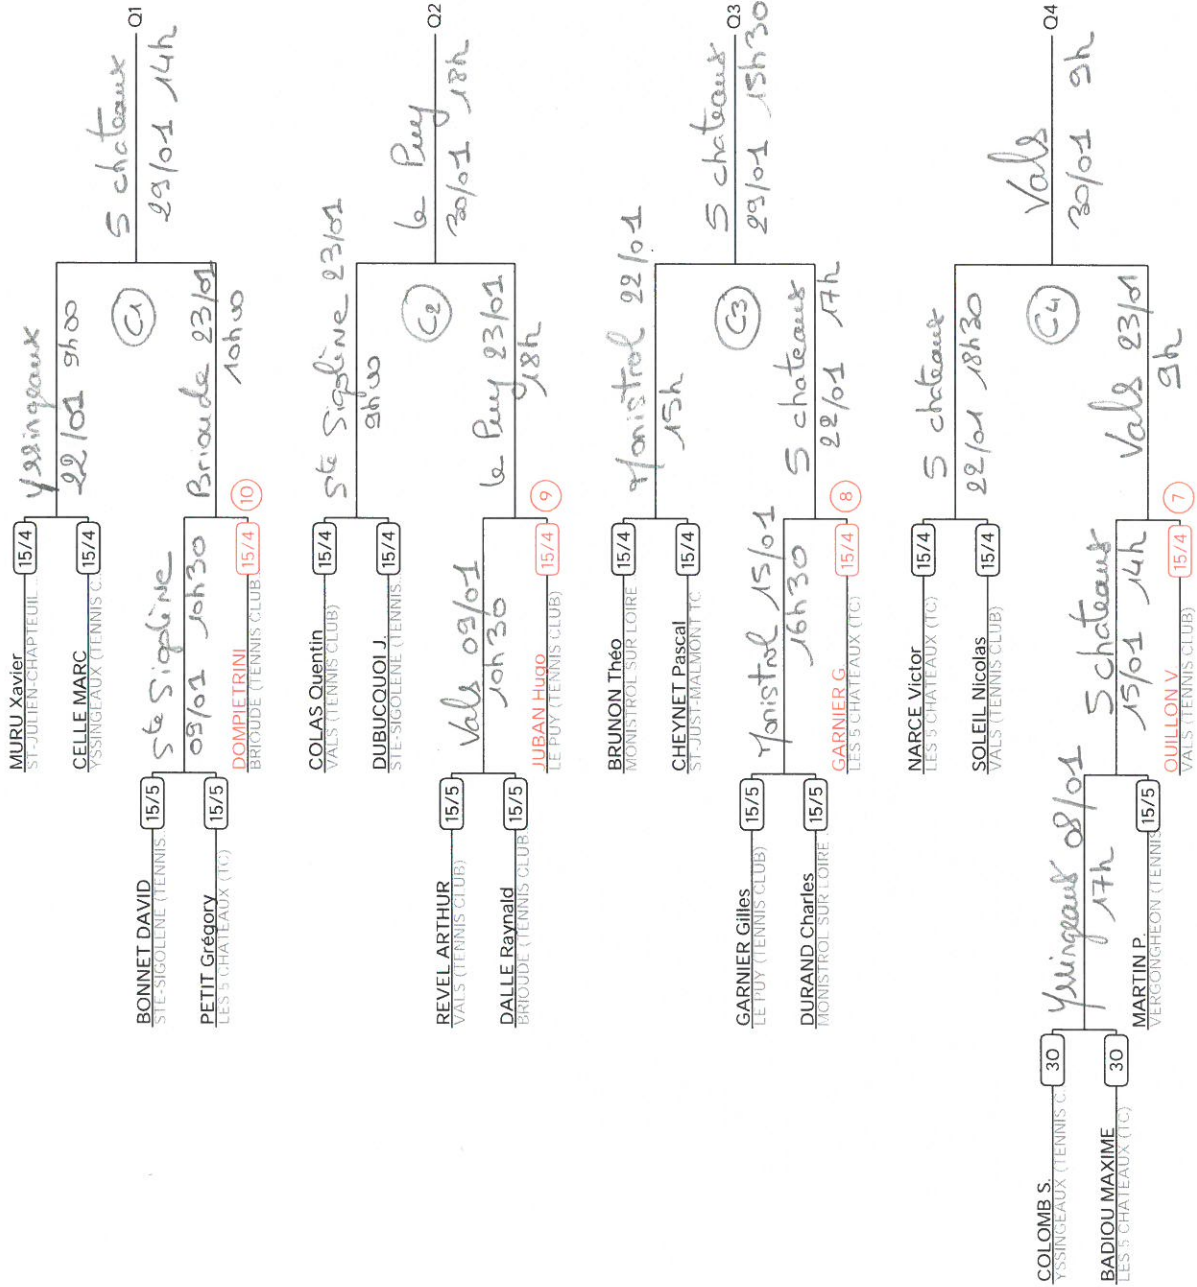 MURU Xavier
15/4
ST-JULIEN-CHAPTEUIL...
Yssingeaux
22/01 9h00
CELLE MARC
15/4
YSSINGEAUX (TENNIS C...
C1
5 chateaux
29/01 14h
Q1
BONNET DAVID
15/5
STE-SIGOLENE (TENNIS...
Ste Sigolène
09/01 10h30
PETIT Grégory
15/5
LES 5 CHATEAUX (TC)
Brioude 23/01
10h00
DOMPIETRINI
15/4
10
BRIOUDE (TENNIS CLUB...
COLAS Quentin
15/4
VALS (TENNIS CLUB)
Ste Sigolène 23/01
9h00
DUBUCQUOI J.
15/4
STE-SIGOLENE (TENNIS...
C2
le Puy
30/01 18h
Q2
REVEL ARTHUR
15/5
VALS (TENNIS CLUB)
Vals 09/01
10h30
DALLE Raynald
15/5
BRIOUDE (TENNIS CLUB...
le Puy 23/01
18h
JUBAN Hugo
15/4
9
LE PUY (TENNIS CLUB)
BRUNON Théo
15/4
MONISTROL SUR LOIRE
Monistrol 22/01
15h
CHEYNET Pascal
15/4
ST-JUST-MALMONT TC
C3
5 chateaux
29/01 15h30
Q3
GARNIER Gilles
15/5
LE PUY (TENNIS CLUB)
Monistrol 15/01
16h30
DURAND Charles
15/5
MONISTROL SUR LOIRE...
5 chateaux
22/01 17h
GARNIER G
15/4
8
LES 5 CHATEAUX (TC)
NARCE Victor
15/4
LES 5 CHATEAUX (TC)
5 chateaux
22/01 18h30
SOLEIL Nicolas
15/4
VALS (TENNIS CLUB)
C4
Vals
30/01 9h
Q4
COLOMB S.
30
YSSINGEAUX (TENNIS C...
Yssingeaux 08/01
17h
BADIOU MAXIME
30
LES 5 CHATEAUX (TC)
5 chateaux
15/01 14h
MARTIN P.
15/5
VERGONGHEON (TENNIS
Vals 23/01
9h
OUILLON V
15/4
7
VALS (TENNIS CLUB)